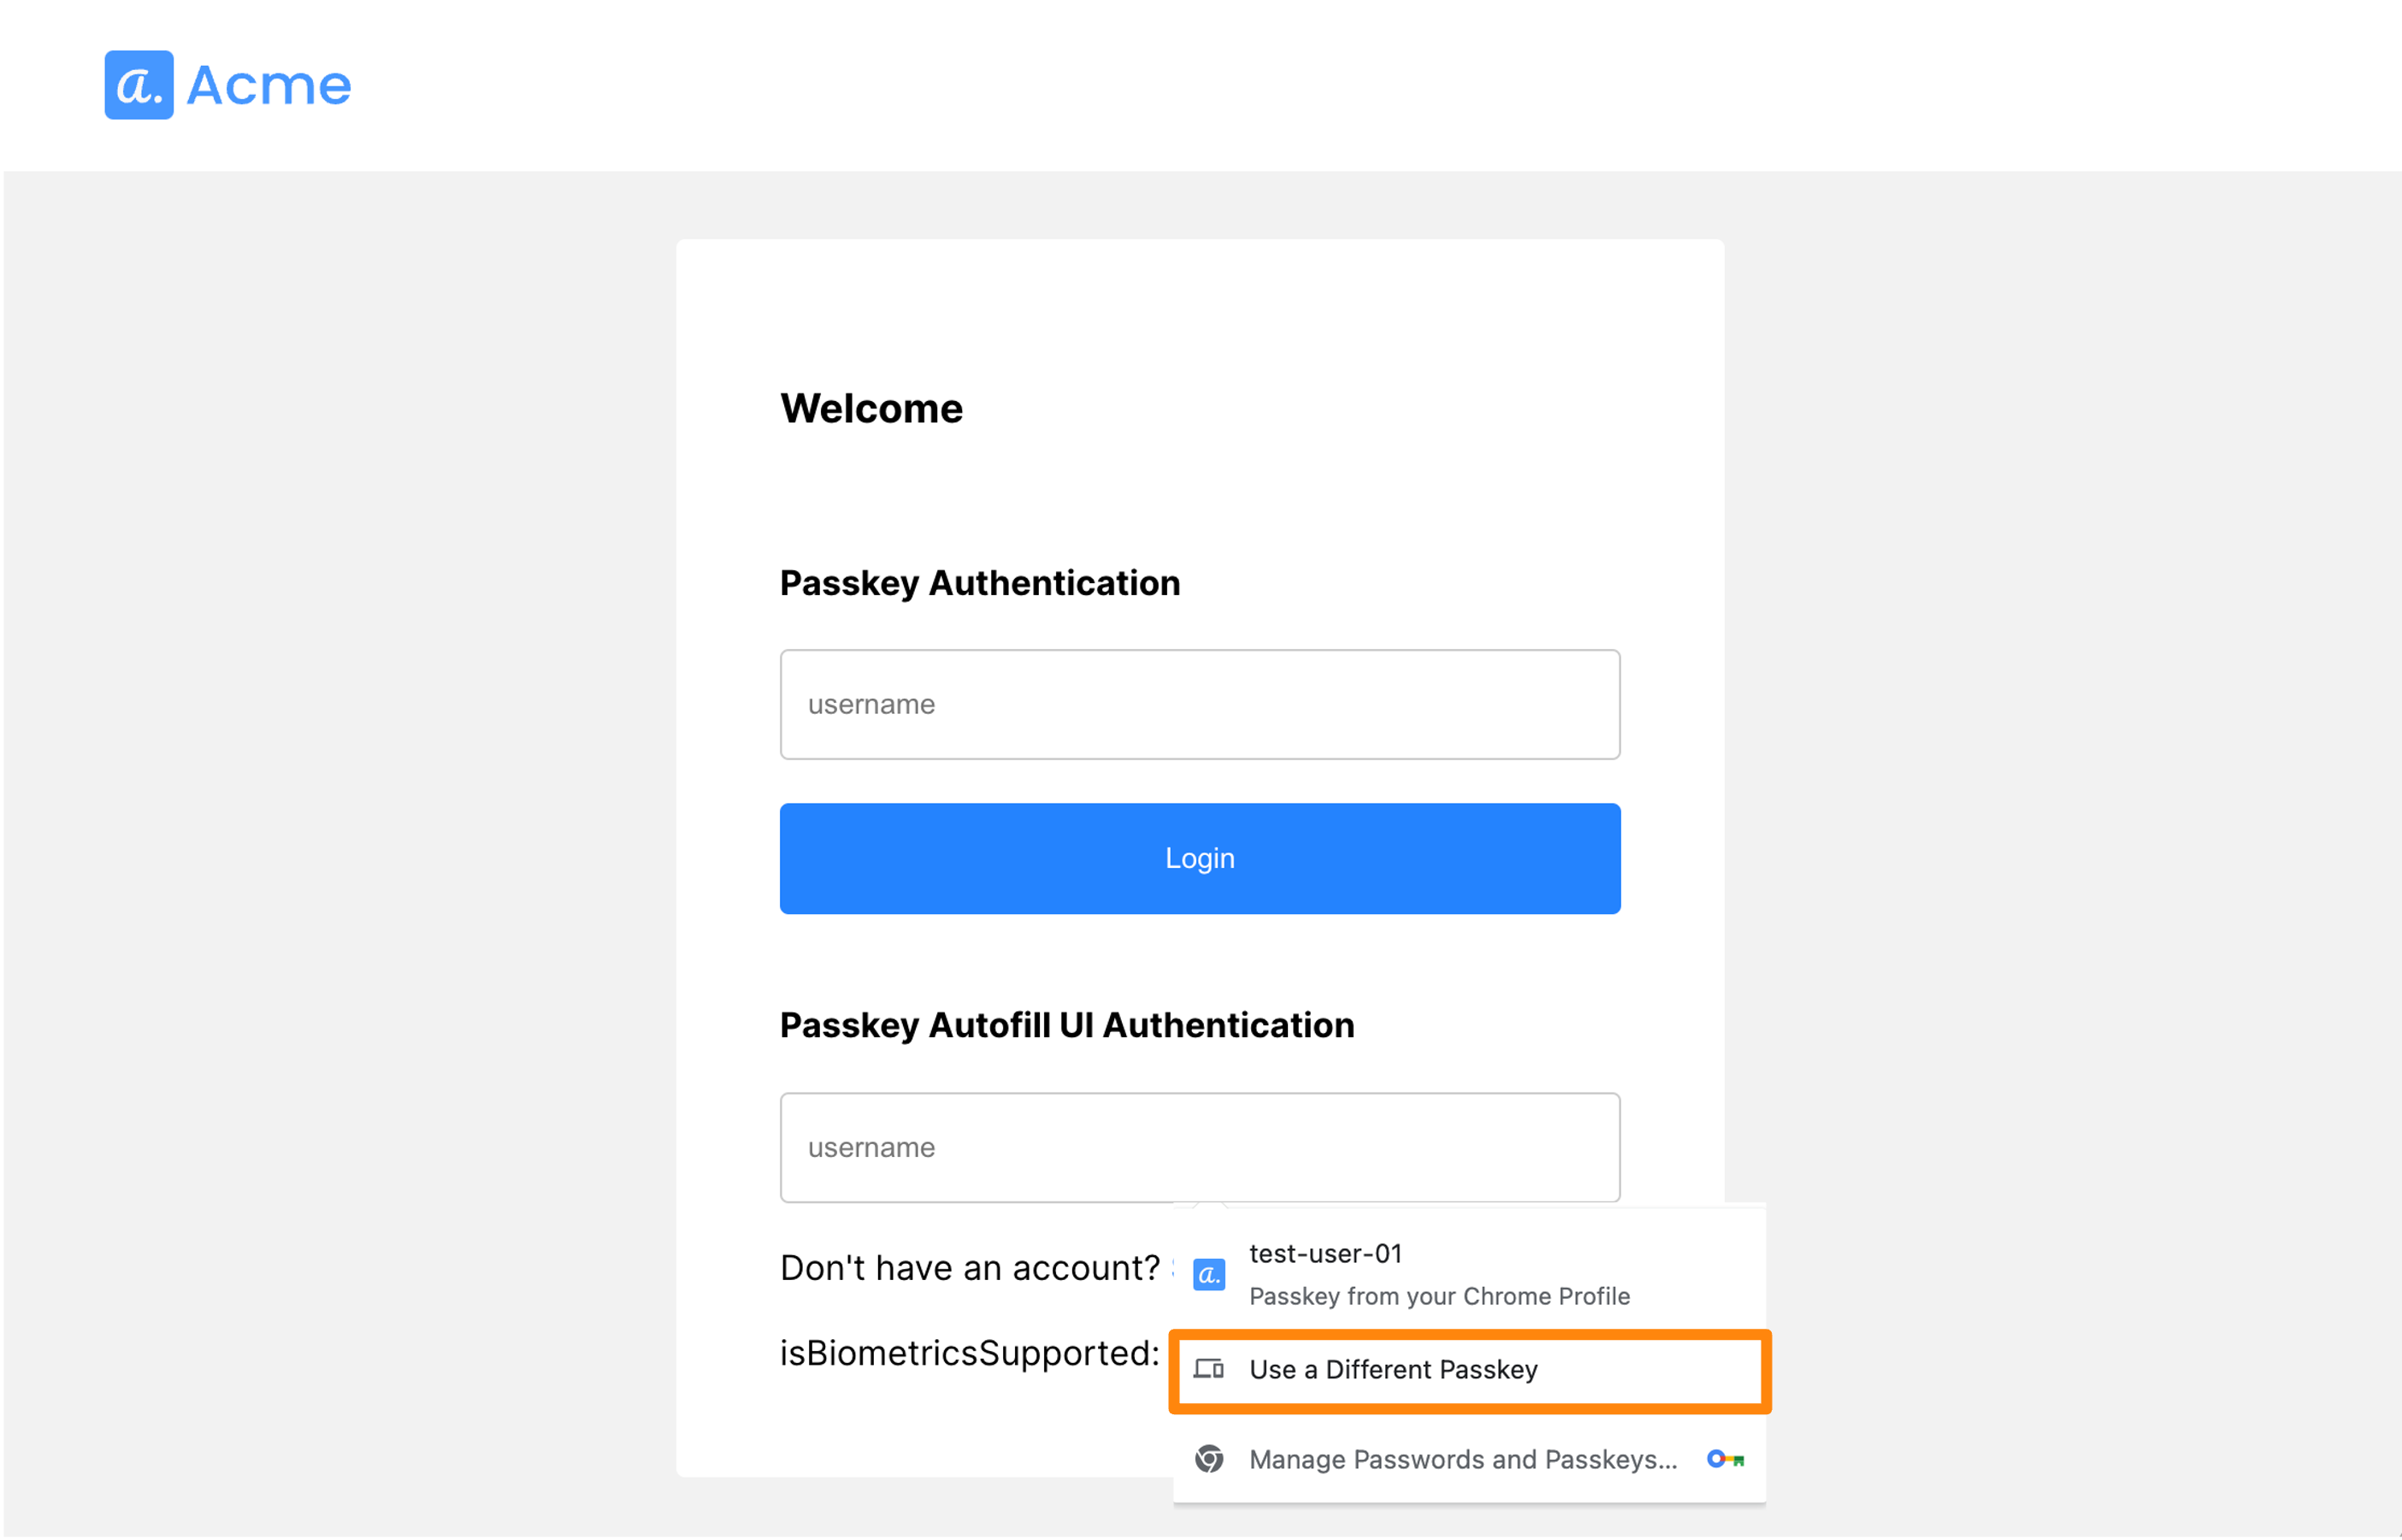 a. Acme
Welcome
Passkey Authentication
username
Login
Passkey Autofill UI Authentication
username
Don't have an account?
a.
test-user-01
Passkey from your Chrome Profile
isBiometricsSupported:
Use a Different Passkey
Manage Passwords and Passkeys...